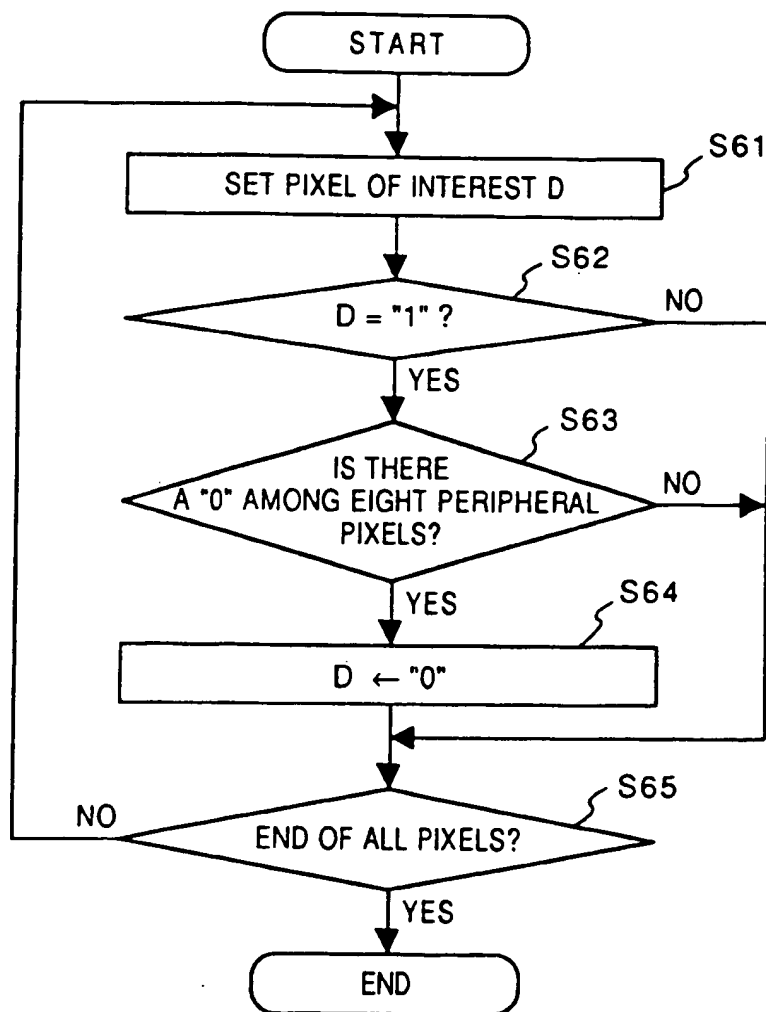 START
S61
SET PIXEL OF INTEREST D
S62
D = "1" ?
NO
YES
S63
IS THERE
A "0" AMONG EIGHT PERIPHERAL
PIXELS?
NO
YES
S64
D ← "0"
S65
NO
END OF ALL PIXELS?
YES
END